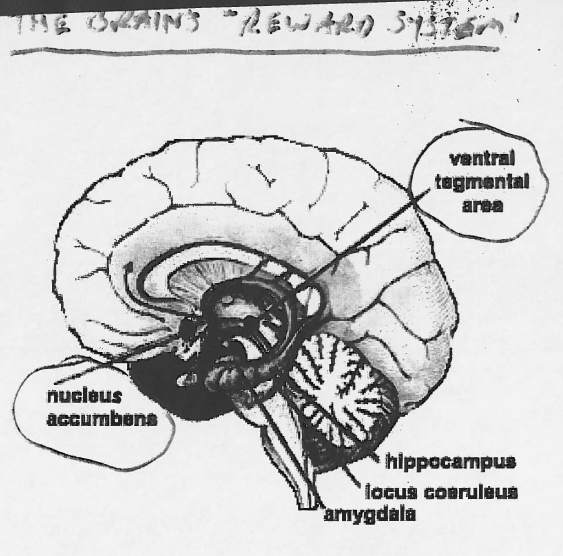 THE BRAIN'S "REWARD SYSTEM"
ventral
tegmental
area
nucleus
accumbens
hippocampus
locus coeruleus
amygdala